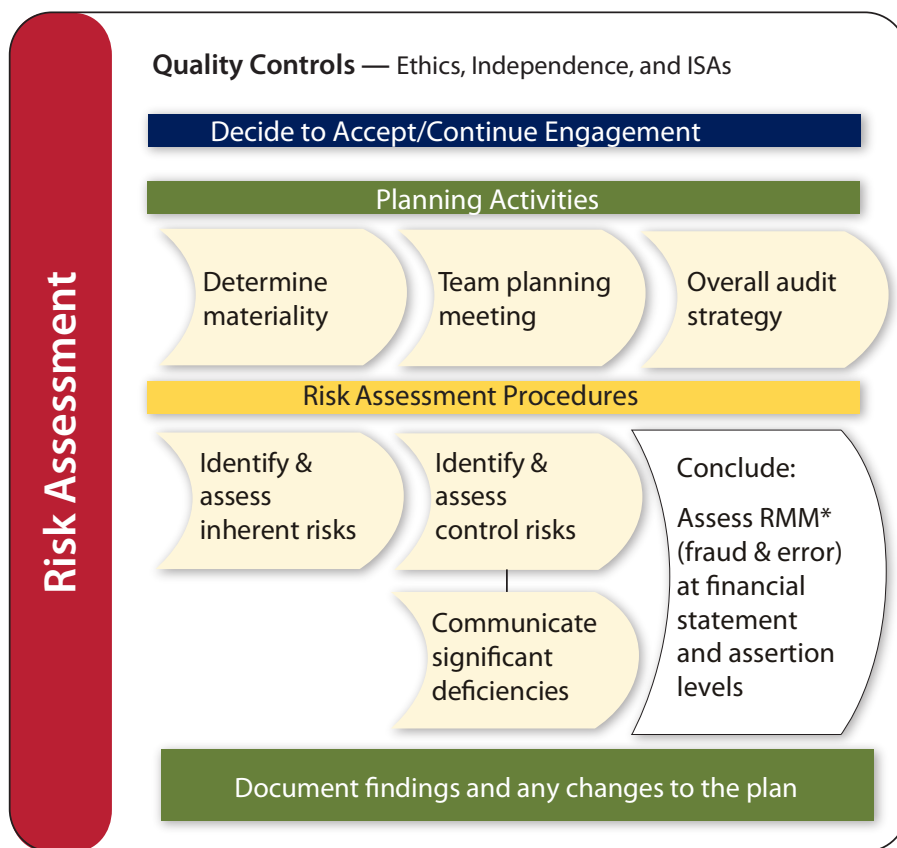 Risk Assessment
Quality Controls — Ethics, Independence, and ISAs
Decide to Accept/Continue Engagement
Planning Activities
Determine
materiality
Team planning
meeting
Overall audit
strategy
Risk Assessment Procedures
Identify &
assess
inherent risks
Identify &
assess
control risks
Communicate
significant
deficiencies
Conclude:
Assess RMM*
(fraud & error)
at financial
statement
and assertion
levels
Document findings and any changes to the plan